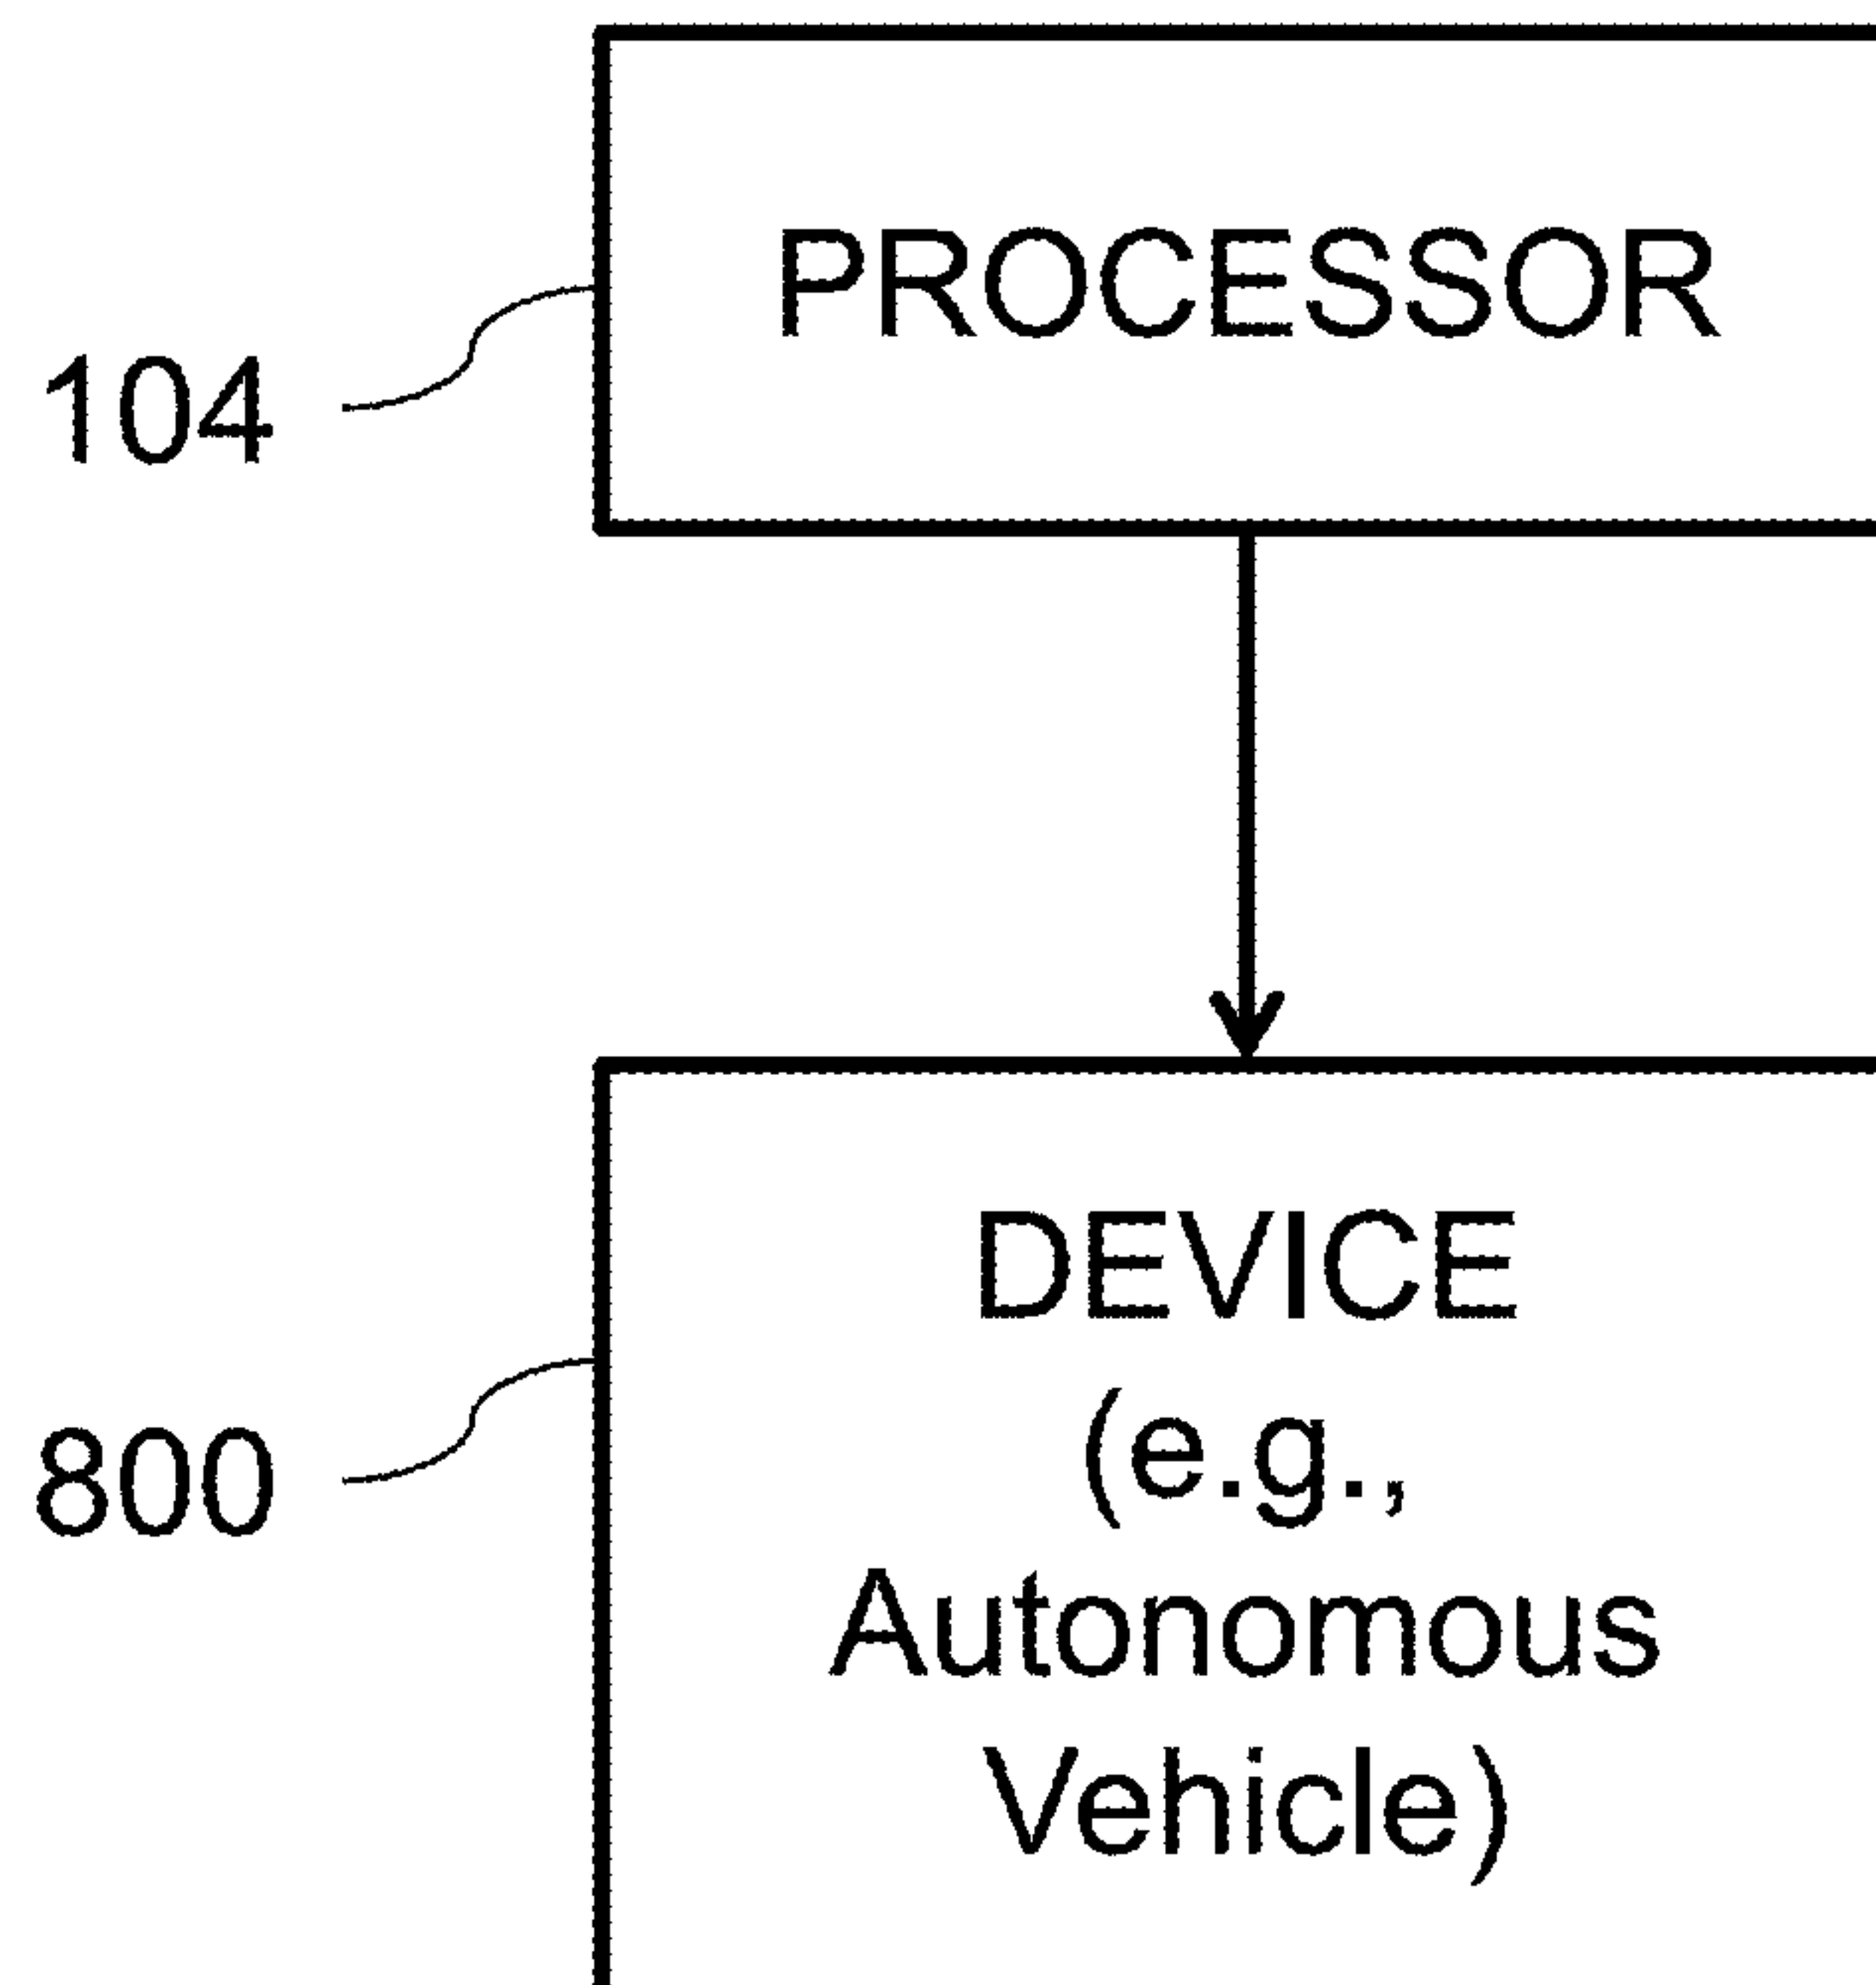 PROCESSOR
104
DEVICE
(e.g.,
800
Autonomous
Vehicle)